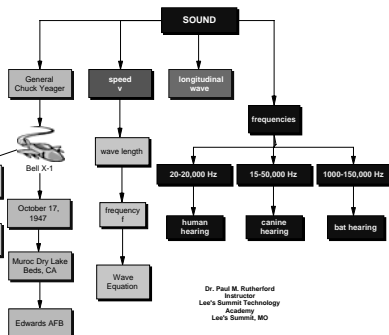 SOUND
General
Chuck Yeager
speed
v
longitudinal
wave
frequencies
Bell X-1
wave length
20-20,000 Hz
15-50,000 Hz
1000-150,000 Hz
October 17,
1947
frequency
f
human
hearing
canine
hearing
bat hearing
Muroc Dry Lake
Beds, CA
Wave
Equation
Edwards AFB
Dr. Paul M. Rutherford
Instructor
Lee's Summit Technology
Academy
Lee's Summit, MO